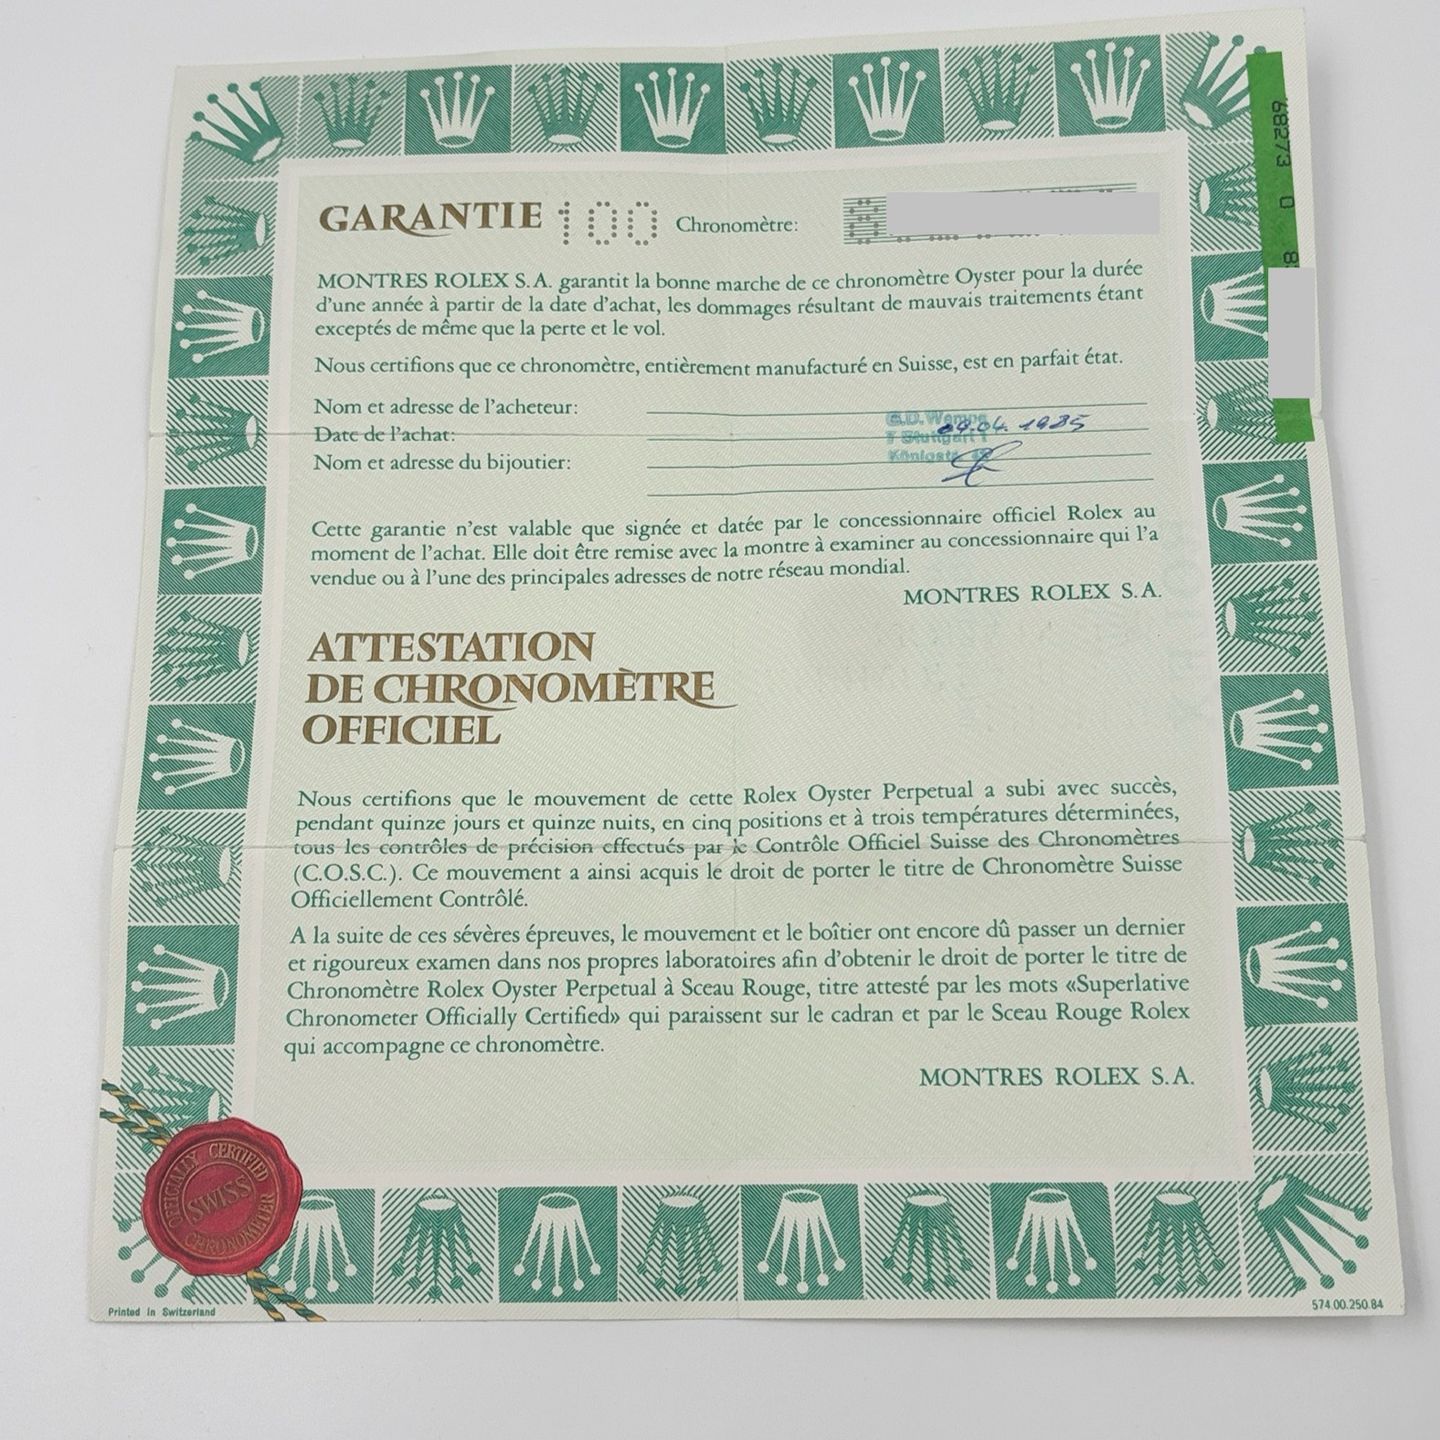 GARANTIE 100 Chronomètre:
MONTRES ROLEX S.A. garantit la bonne marche de ce chronomètre Oyster pour la durée
d'une année à partir de la date d'achat, les dommages résultant de mauvais traitements étant
exceptés de même que la perte et le vol.
Nous certifions que ce chronomètre, entièrement manufacturé en Suisse, est en parfait état.
Nom et adresse de l'acheteur:
G.D. Wempe
Date de l'achat: 04.04.1985
7 Stuttgart 1
Nom et adresse du bijoutier:
Königstr.
Cette garantie n'est valable que signée et datée par le concessionnaire officiel Rolex au
moment de l'achat. Elle doit être remise avec la montre à examiner au concessionnaire qui l'a
vendue ou à l'une des principales adresses de notre réseau mondial.
MONTRES ROLEX S.A.
ATTESTATION
DE CHRONOMÈTRE
OFFICIEL
Nous certifions que le mouvement de cette Rolex Oyster Perpetual a subi avec succès,
pendant quinze jours et quinze nuits, en cinq positions et à trois températures déterminées,
tous les contrôles de précision effectués par le Contrôle Officiel Suisse des Chronomètres
(C.O.S.C.). Ce mouvement a ainsi acquis le droit de porter le titre de Chronomètre Suisse
Officiellement Contrôlé.
A la suite de ces sévères épreuves, le mouvement et le boîtier ont encore dû passer un dernier
et rigoureux examen dans nos propres laboratoires afin d'obtenir le droit de porter le titre de
Chronomètre Rolex Oyster Perpetual à Sceau Rouge, titre attesté par les mots «Superlative
Chronometer Officially Certified» qui paraissent sur le cadran et par le Sceau Rouge Rolex
qui accompagne ce chronomètre.
MONTRES ROLEX S.A.
OFFICIALLY CERTIFIED
SWISS
CHRONOMETER
Printed in Switzerland
574.00.250.84
68273 0 8